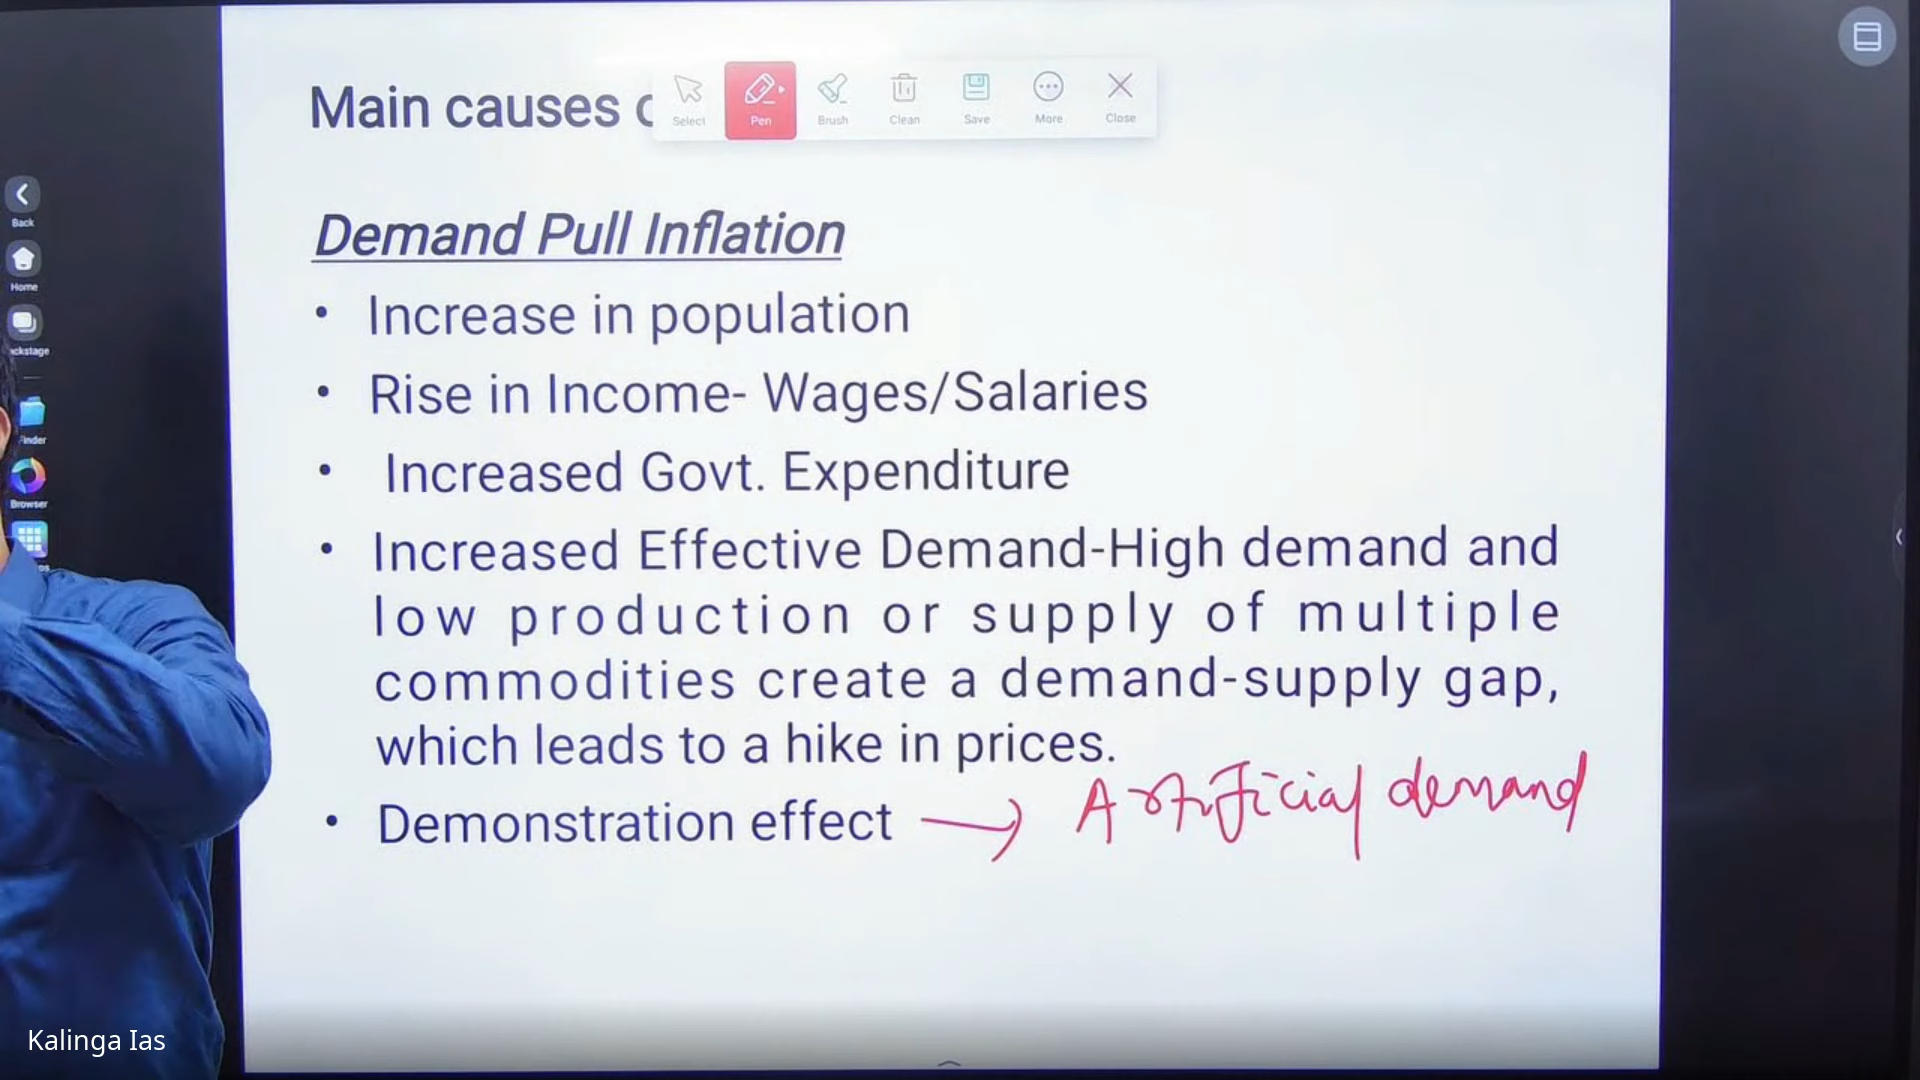 Main causes
Select
Pen
Brush
Clean
Save
More
Close
Back
Home
Demand Pull Inflation
• Increase in population
• Rise in Income- Wages/Salaries
• Increased Govt. Expenditure
• Increased Effective Demand-High demand and
low production or supply of multiple
commodities create a demand-supply gap,
which leads to a hike in prices.
• Demonstration effect → Artificial demand
Browser
Kalinga Ias